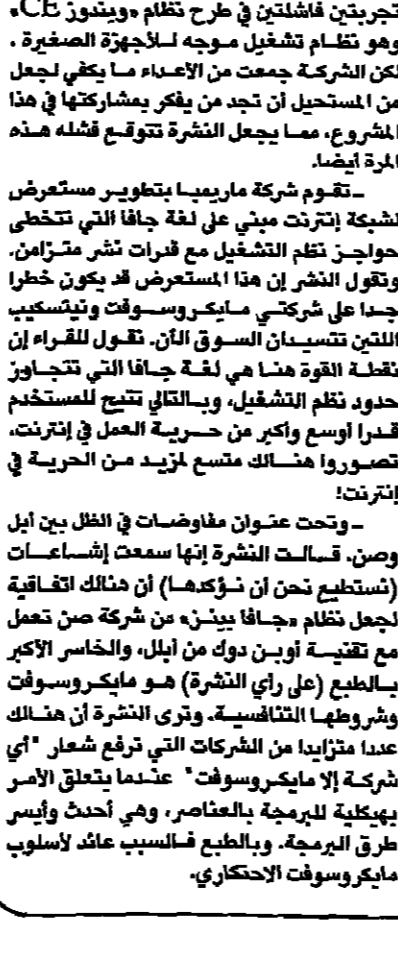 تجربتين فاشلتين في طرح نظام «ويندوز CE»
وهو نظام تشغيل موجه للأجهزة الصغيرة .
لكن الشركة جمعت من الأعداء ما يكفي لجعل
من المستحيل أن تجد من يفكر بمشاركتها في هذا
المشروع، مما يجعل النشرة تتوقع فشله هذه
المرة أيضا.
ـ تقوم شركة ماريمبا بتطوير مستعرض
لشبكة إنترنت مبني على لغة جافا التي تتخطى
حواجز نظم التشغيل مع قدرات نشر متزامن.
وتقول النشر إن هذا المستعرض قد يكون خطرا
جدا على شركتي مايكروسوفت ونيتسكيب
اللتين تتسيدان السوق الآن. نقول للقراء إن
نقطة القوة هنا هي لغة جافا التي تتجاوز
حدود نظم التشغيل، وبالتالي تتيح للمستخدم
قدرا أوسع وأكبر من حرية العمل في إنترنت،
تصوروا هنالك متسع لمزيد من الحرية في
إنترنت!
ـ وتحت عنوان مفاوضات في الظل بين أبل
وصن. قالت النشرة إنها سمعت إشاعات
(نستطيع نحن أن نؤكدها) أن هنالك اتفاقية
لجعل نظام «جافا بينز» من شركة صن تعمل
مع تقنية أوبن دوك من أبل، والخاسر الأكبر
بالطبع (على رأي النشرة) هو مايكروسوفت
وشروطها التنافسية. وترى النشرة أن هنالك
عددا متزايدا من الشركات التي ترفع شعار "أي
شركة إلا مايكروسوفت" عندما يتعلق الأمر
بهيكلية للبرمجة بالعناصر، وهي أحدث وأيسر
طرق البرمجة. وبالطبع فالسبب عائد لأسلوب
مايكروسوفت الاحتكاري.